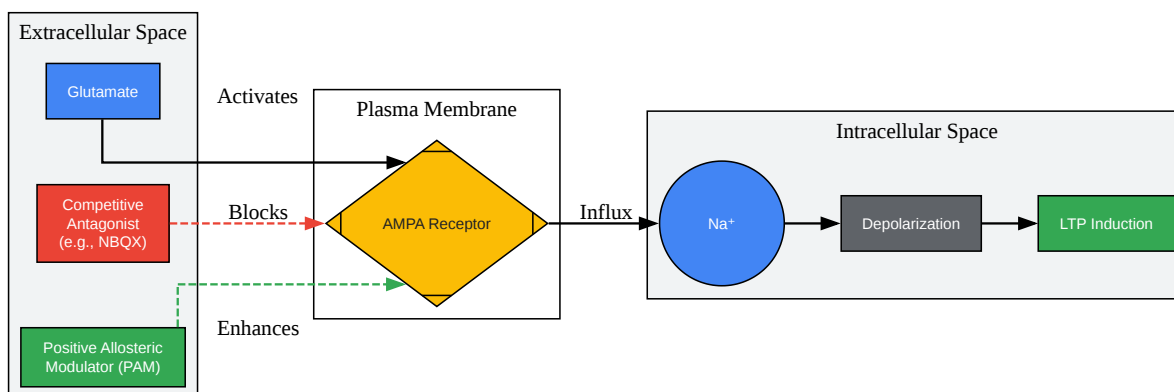 Extracellular Space
Glutamate
Activates
Plasma Membrane
Intracellular Space
Competitive
Antagonist
(e.g., NBQX)
Blocks
AMPA Receptor
Influx
Na⁺
Depolarization
LTP Induction
Enhances
Positive Allosteric
Modulator (PAM)